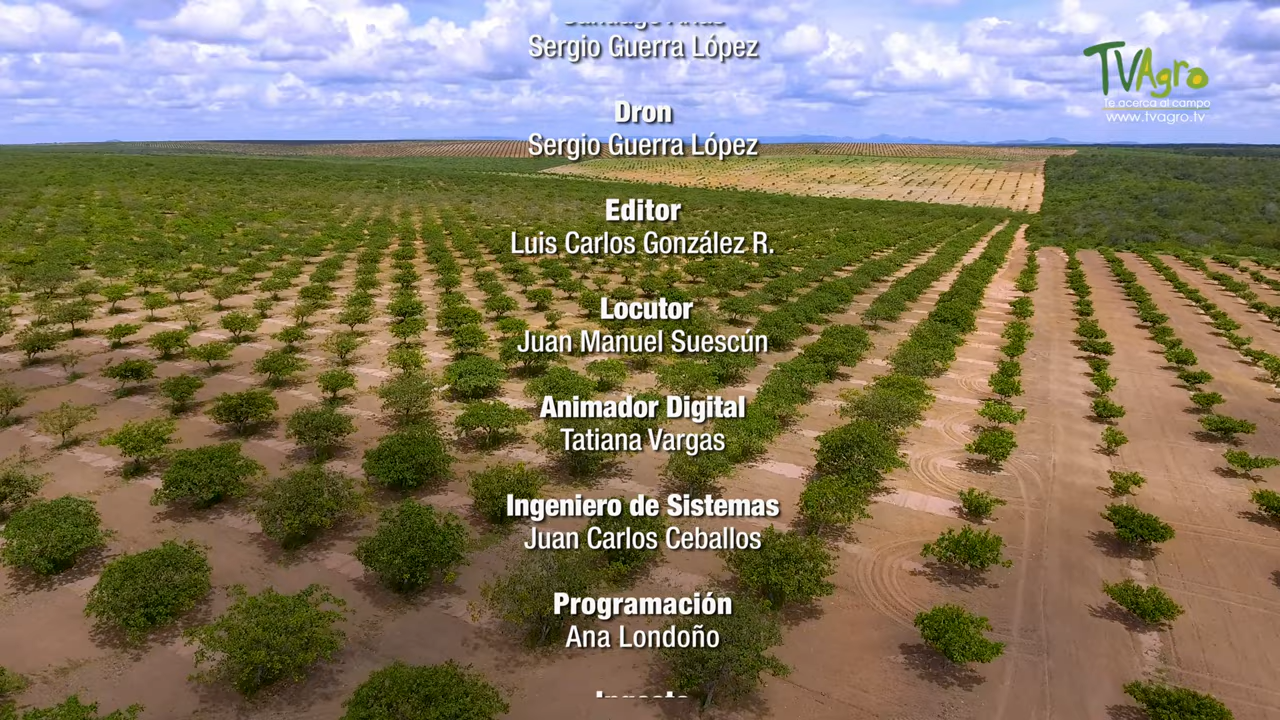 Sergio Guerra López
Dron
Sergio Guerra López
Editor
Luis Carlos González R.
Locutor
Juan Manuel Suescún
Animador Digital
Tatiana Vargas
Ingeniero de Sistemas
Juan Carlos Ceballos
Programación
Ana Londoño
TVAgro
Te acerca al campo
www.tvagro.tv